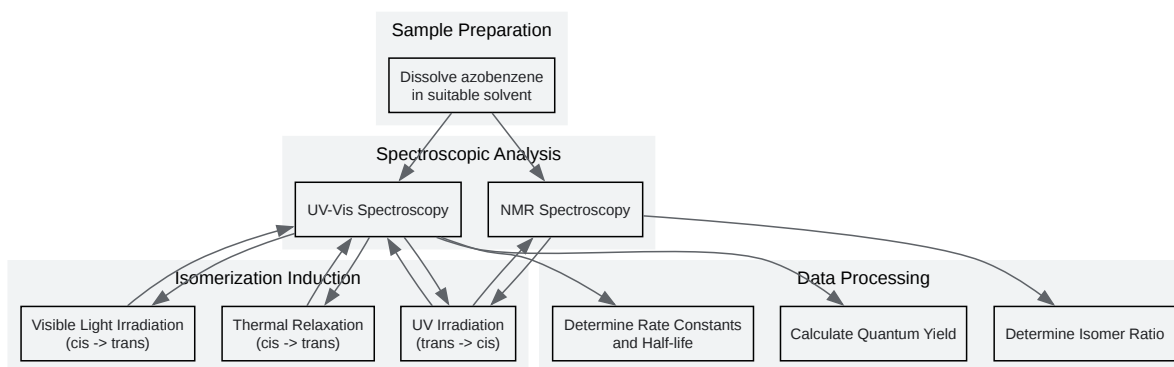 Sample Preparation
Dissolve azobenzene
in suitable solvent
Spectroscopic Analysis
UV-Vis Spectroscopy
NMR Spectroscopy
Isomerization Induction
Data Processing
Visible Light Irradiation
(cis -> trans)
Thermal Relaxation
(cis -> trans)
UV Irradiation
(trans -> cis)
Determine Rate Constants
and Half-life
Calculate Quantum Yield
Determine Isomer Ratio